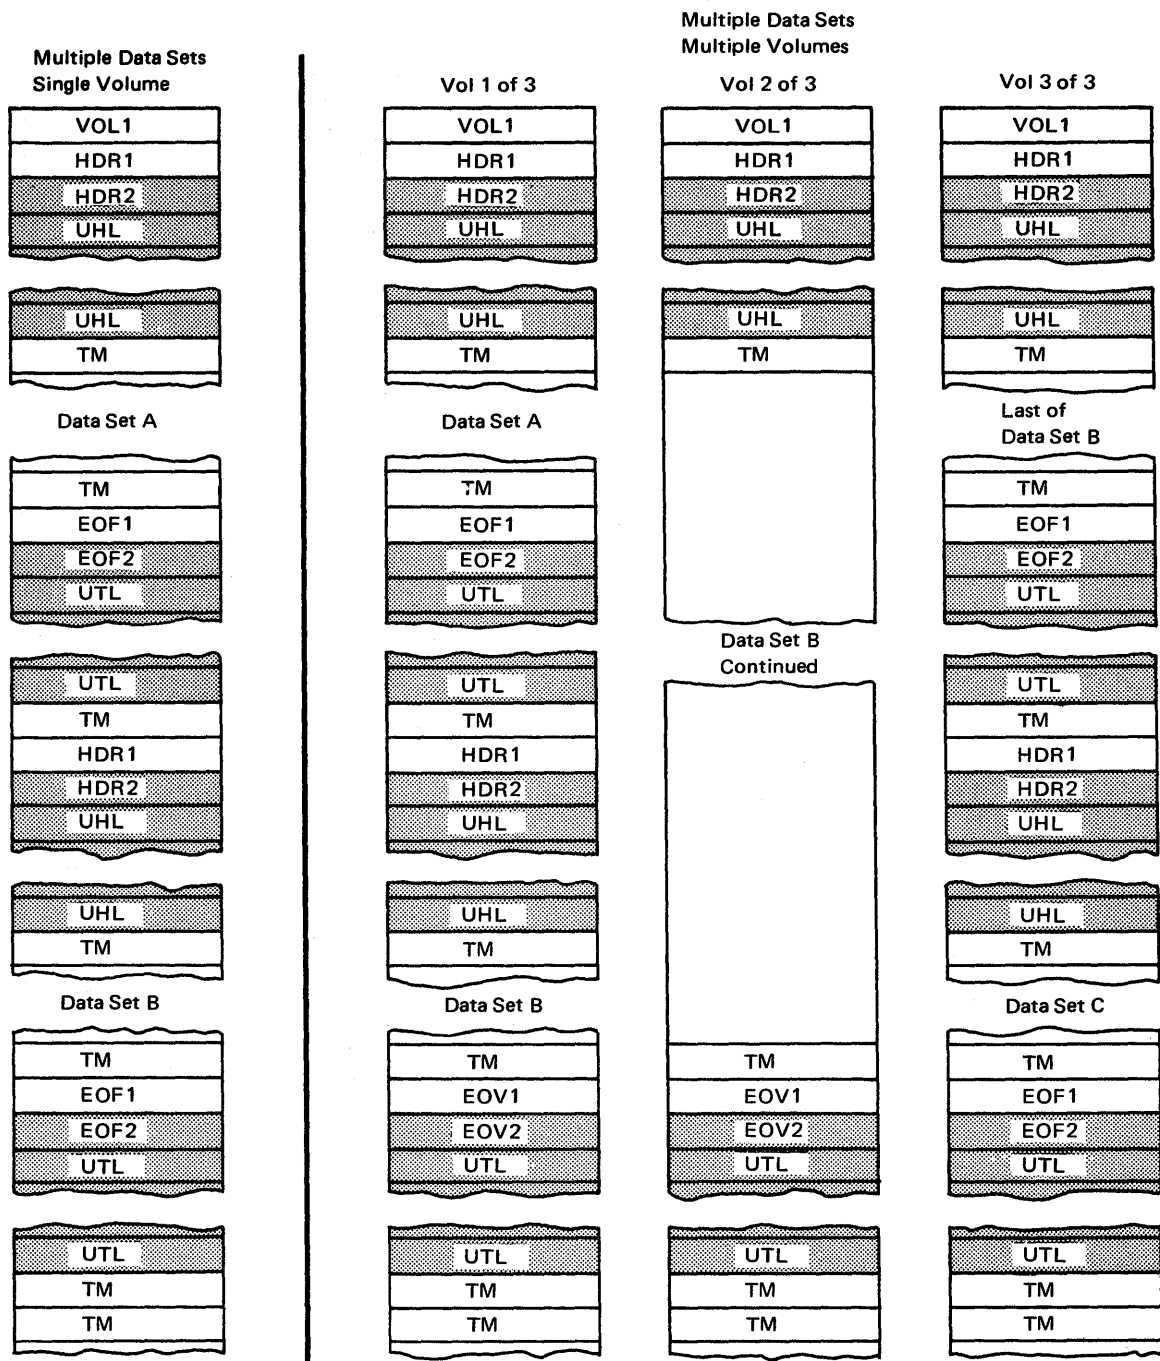 Multiple Data Sets
Single Volume
VOL1
HDR1
HDR2
UHL
UHL
TM
Data Set A
TM
EOF1
EOF2
UTL
UTL
TM
HDR1
HDR2
UHL
UHL
TM
Data Set B
TM
EOF1
EOF2
UTL
UTL
TM
TM
Multiple Data Sets
Multiple Volumes
Vol 1 of 3
VOL1
HDR1
HDR2
UHL
UHL
TM
Data Set A
TM
EOF1
EOF2
UTL
UTL
TM
HDR1
HDR2
UHL
UHL
TM
Data Set B
TM
EOV1
EOV2
UTL
UTL
TM
TM
Vol 2 of 3
VOL1
HDR1
HDR2
UHL
UHL
TM
Data Set B
Continued
TM
EOV1
EOV2
UTL
UTL
TM
TM
Vol 3 of 3
VOL1
HDR1
HDR2
UHL
UHL
TM
Last of
Data Set B
TM
EOF1
EOF2
UTL
UTL
TM
HDR1
HDR2
UHL
UHL
TM
Data Set C
TM
EOF1
EOF2
UTL
UTL
TM
TM